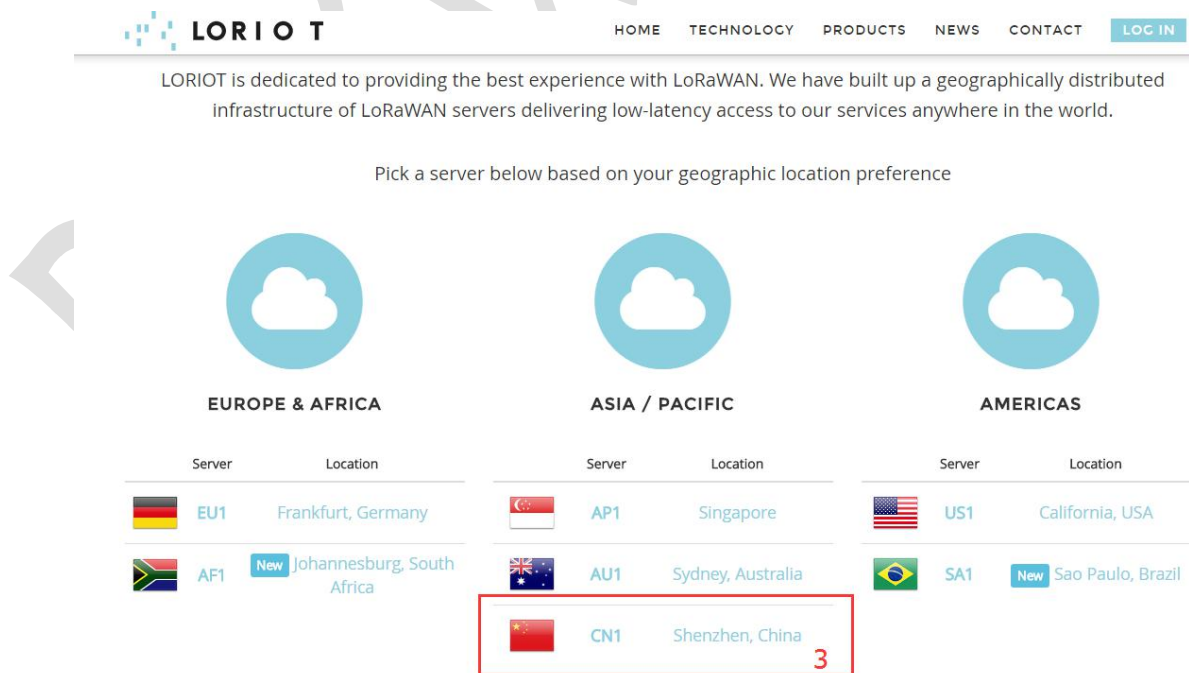 LORIOT
HOME TECHNOLOGY PRODUCTS NEWS CONTACT LOG IN
LORIOT is dedicated to providing the best experience with LoRaWAN. We have built up a geographically distributed
infrastructure of LoRaWAN servers delivering low-latency access to our services anywhere in the world.
Pick a server below based on your geographic location preference
EUROPE & AFRICA
Server Location
EU1 Frankfurt, Germany
AF1 New Johannesburg, South
Africa
ASIA / PACIFIC
Server Location
AP1 Singapore
AU1 Sydney, Australia
CN1 Shenzhen, China
3
AMERICAS
Server Location
US1 California, USA
SA1 New Sao Paulo, Brazil